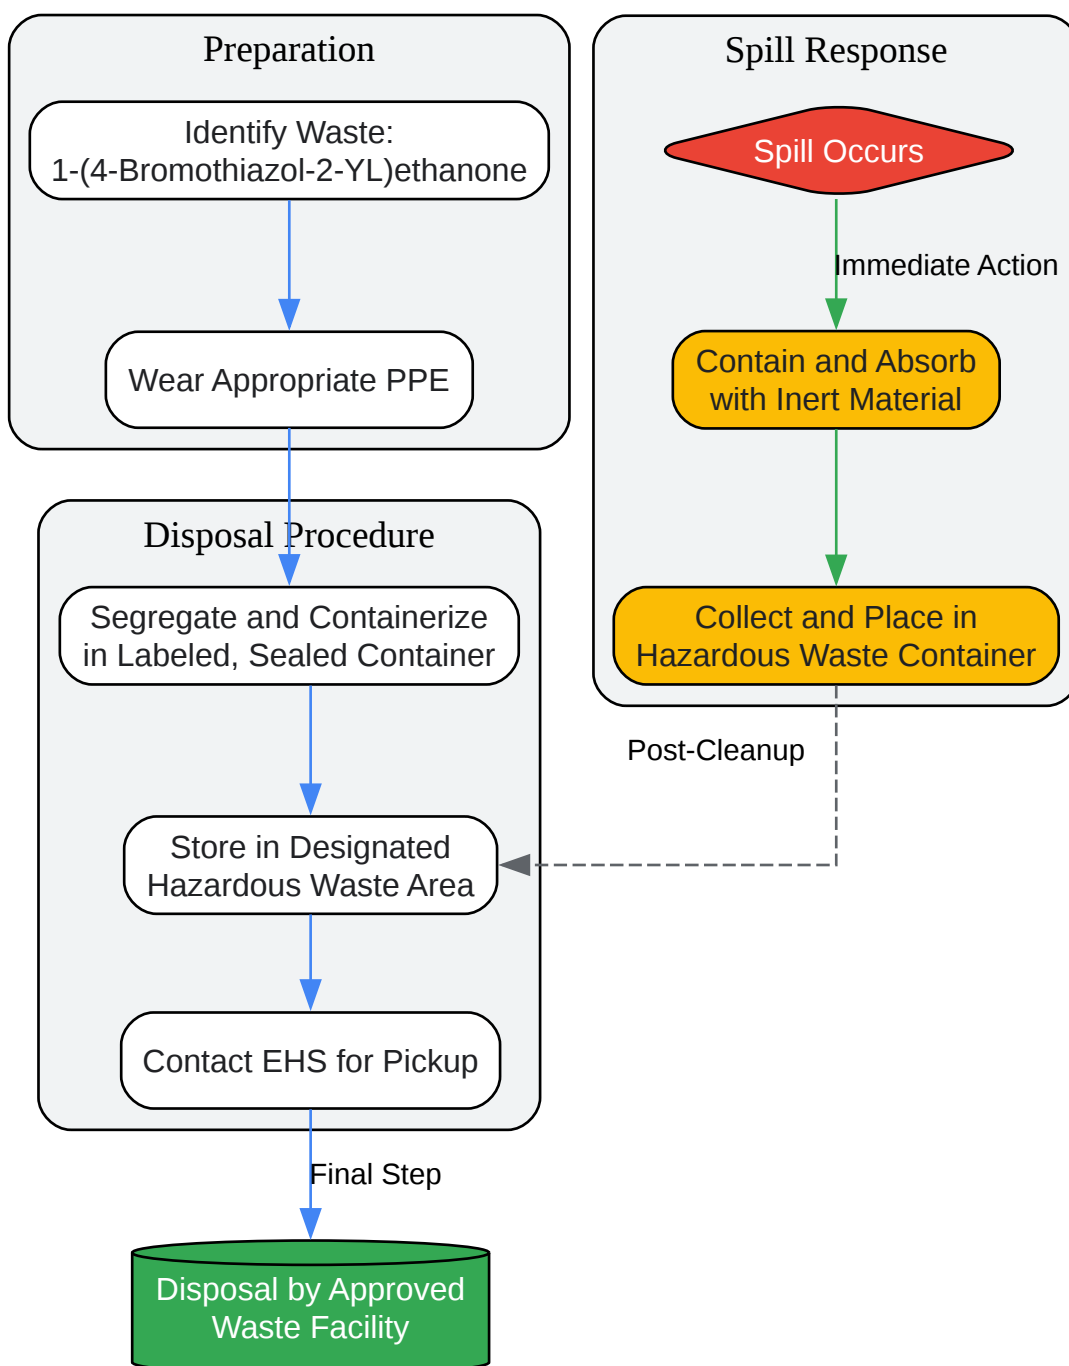 Preparation
Identify Waste:
1-(4-Bromothiazol-2-YL)ethanone
Wear Appropriate PPE
Disposal Procedure
Segregate and Containerize
in Labeled, Sealed Container
Store in Designated
Hazardous Waste Area
Contact EHS for Pickup
Final Step
Disposal by Approved
Waste Facility
Spill Response
Spill Occurs
Immediate Action
Contain and Absorb
with Inert Material
Collect and Place in
Hazardous Waste Container
Post-Cleanup